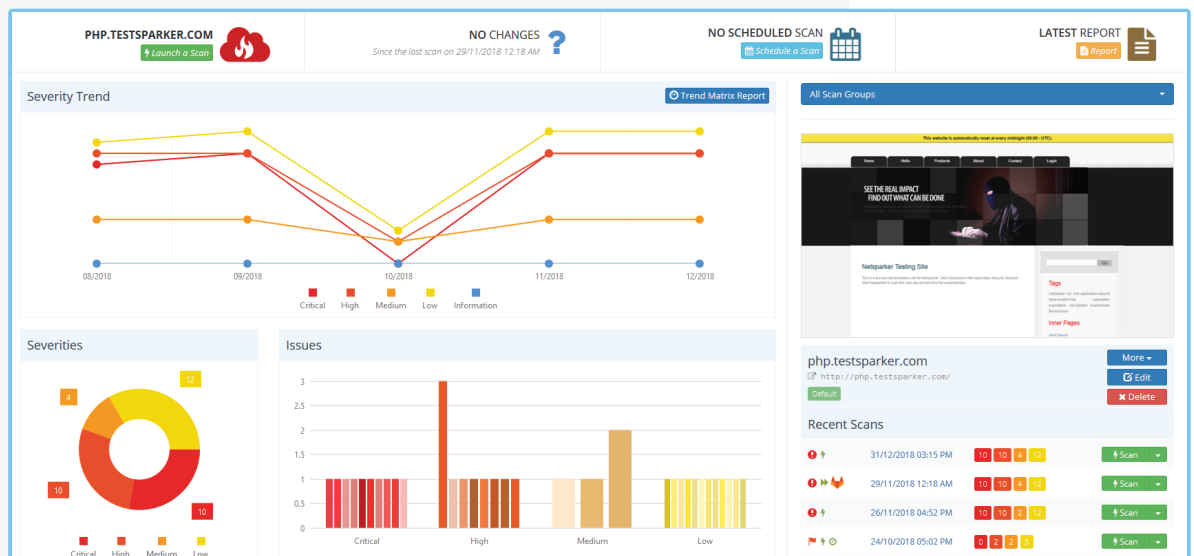 PHP.TESTSPARKER.COM
Launch a Scan
NO CHANGES
Since the last scan on 29/11/2018 12:18 AM
NO SCHEDULED SCAN
Schedule a Scan
LATEST REPORT
Report
Severity Trend
Trend Matrix Report
08/2018 09/2018 10/2018 11/2018 12/2018
Critical High Medium Low Information
Severities
12
4
10
10
Critical High Medium Low
Issues
3
2.5
2
1.5
1
0.5
0
Critical High Medium Low
All Scan Groups
This website is automatically reset at every midnight (00:00 - UTC).
Home Hello Products About Contact Login
SEE THE REAL IMPACT
FIND OUT WHAT CAN BE DONE
GO
Netsparker Testing Site
Tags
Inner Pages
php.testsparker.com
http://php.testsparker.com/
Default
More
Edit
Delete
Recent Scans
31/12/2018 03:15 PM 10 10 4 12 Scan
29/11/2018 12:18 AM 10 10 4 12 Scan
26/11/2018 04:52 PM 10 10 2 12 Scan
24/10/2018 05:02 PM 0 2 2 3 Scan